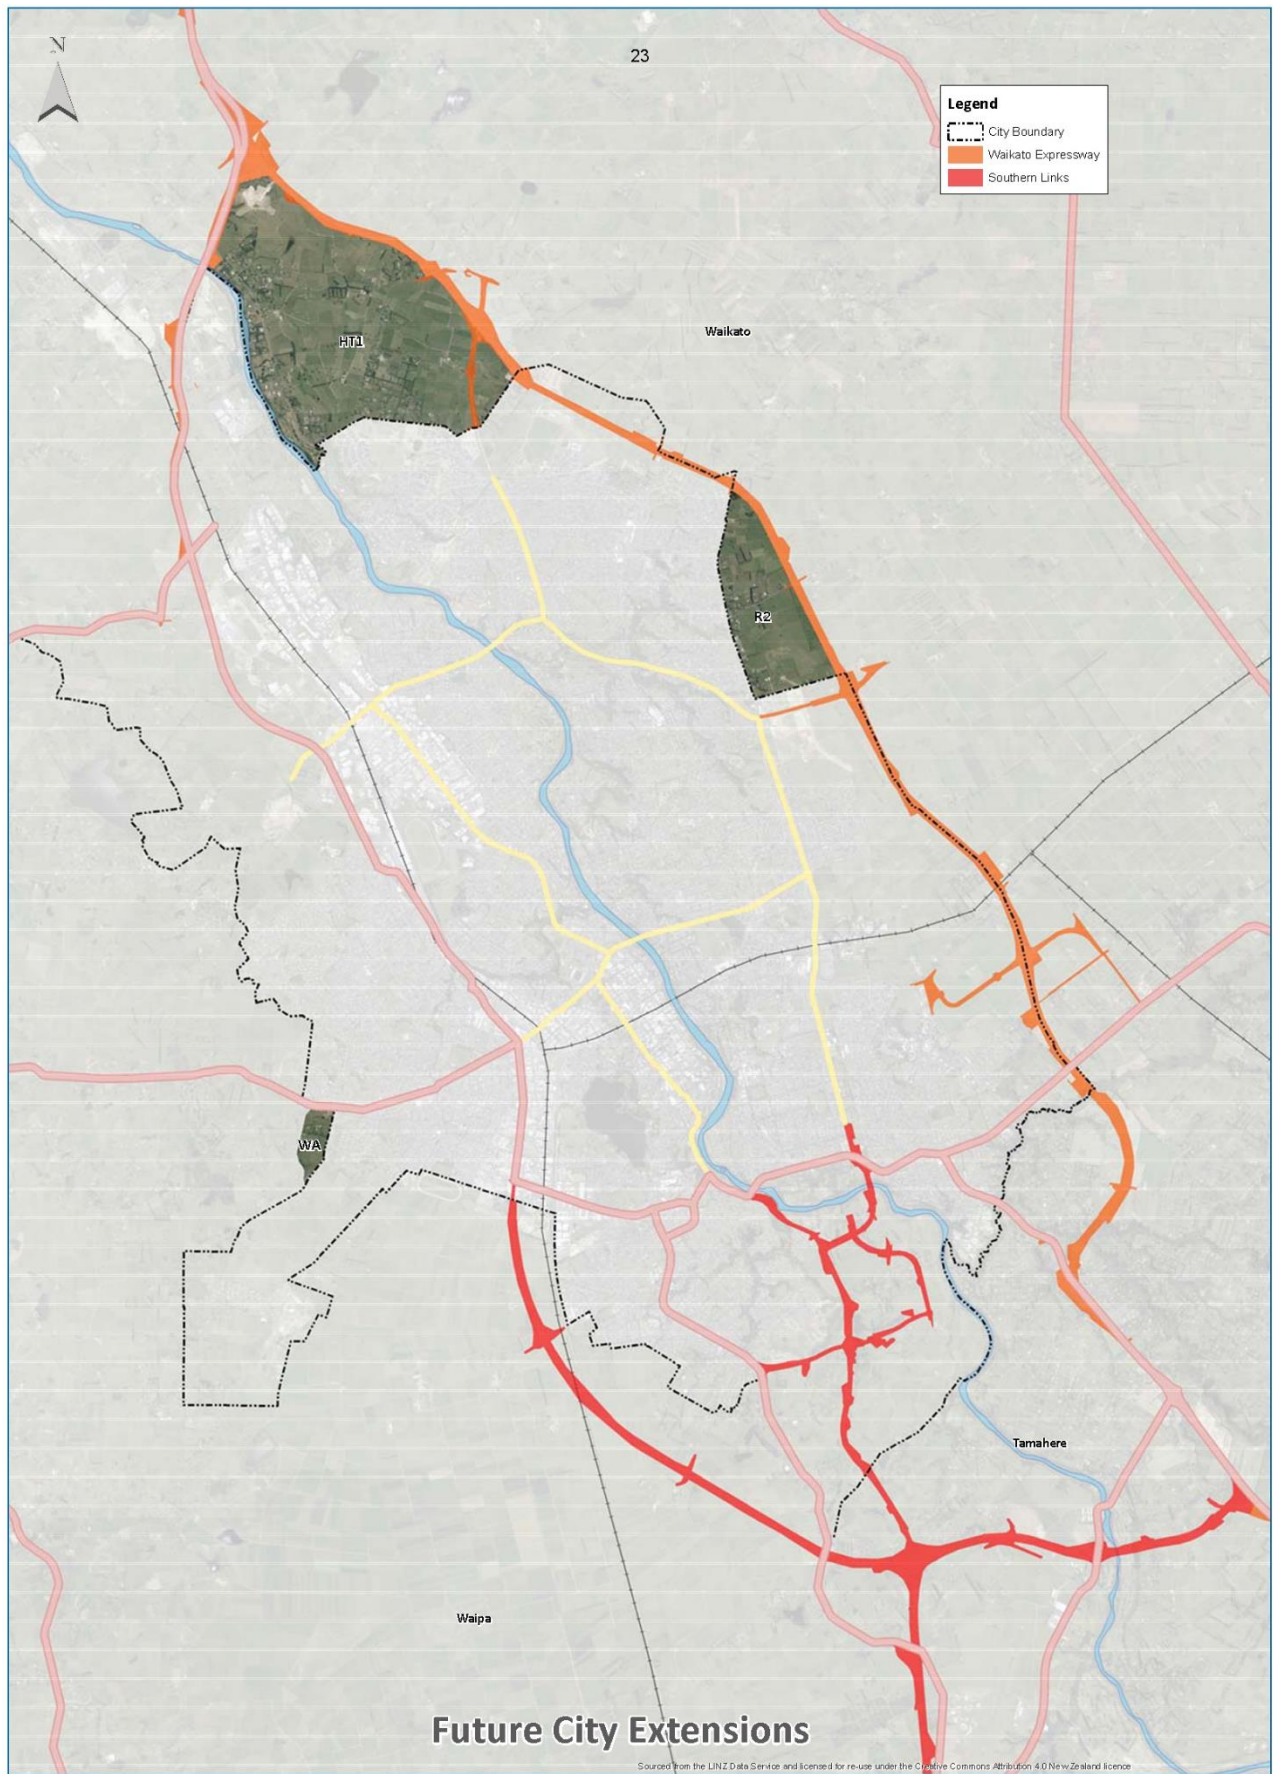 N
23
Legend
City Boundary
Waikato Expressway
Southern Links
Waikato
HT1
R2
WA
Tamahere
Waipa
Future City Extensions
Sourced from the LINZ Data Service and licensed for re-use under the Creative Commons Attribution 4.0 New Zealand licence